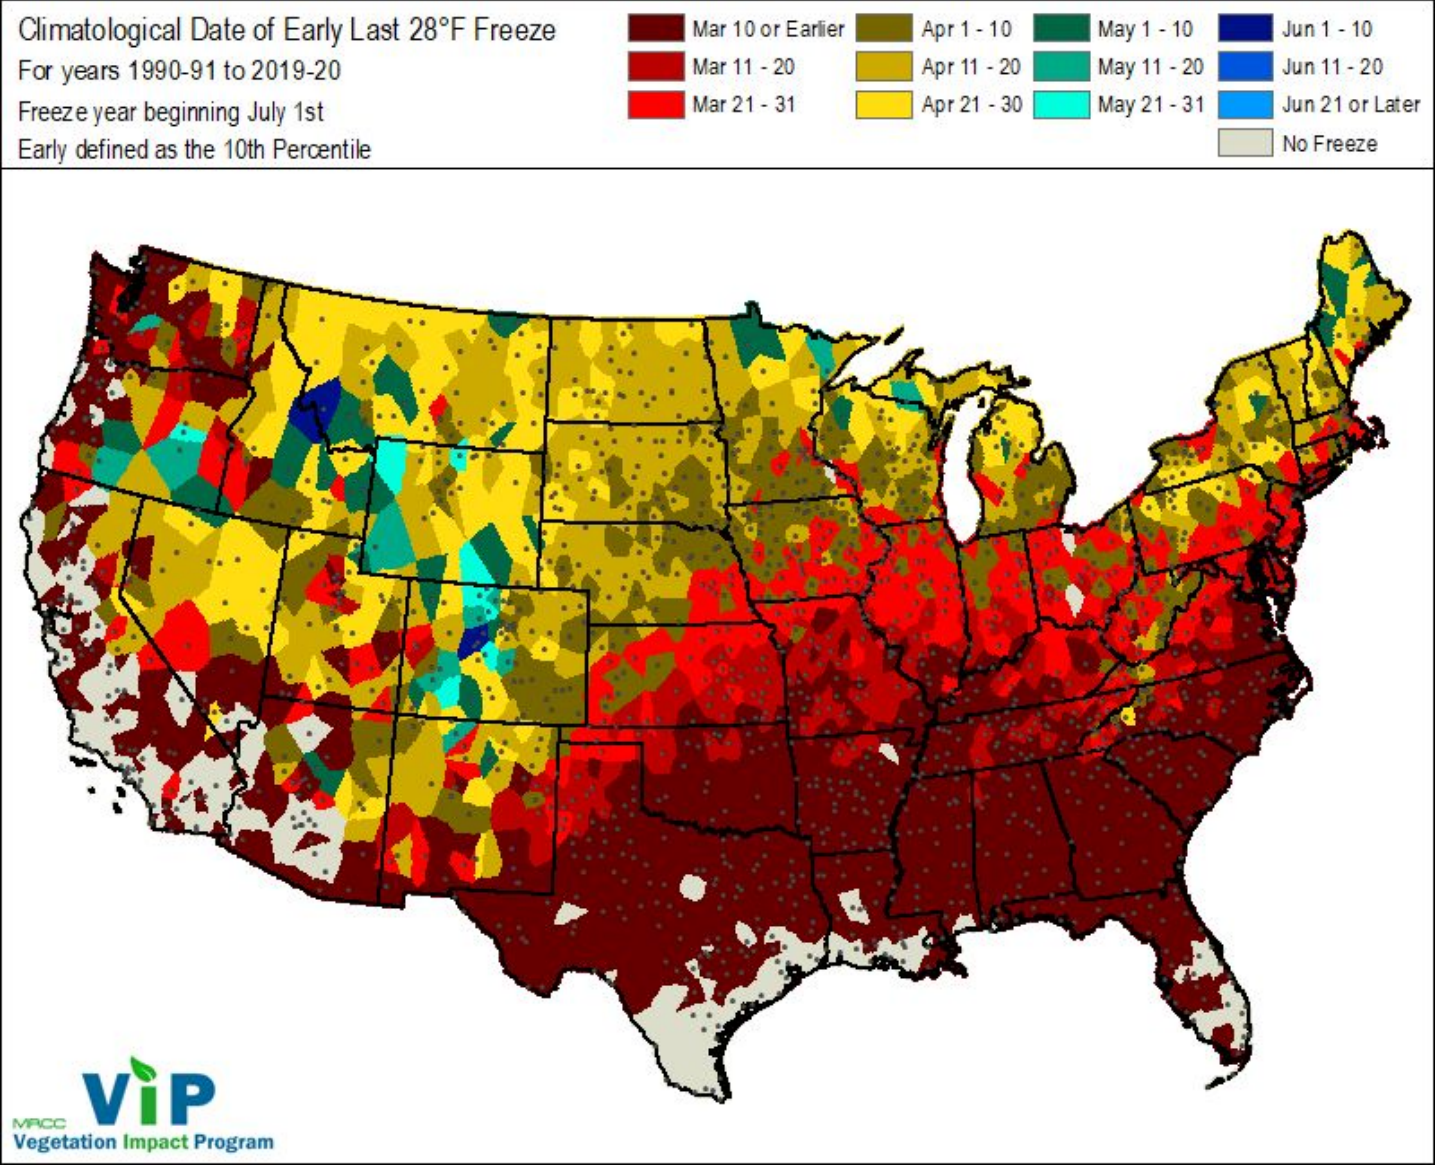 Climatological Date of Early Last 28°F Freeze
For years 1990-91 to 2019-20
Freeze year beginning July 1st
Early defined as the 10th Percentile
Mar 10 or Earlier
Mar 11 - 20
Mar 21 - 31
Apr 1 - 10
Apr 11 - 20
Apr 21 - 30
May 1 - 10
May 11 - 20
May 21 - 31
Jun 1 - 10
Jun 11 - 20
Jun 21 or Later
No Freeze
MRCC
ViP
Vegetation Impact Program